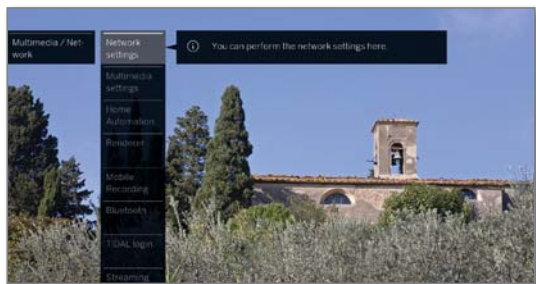 Multimedia / Net-
work
Network
settings
You can perform the network settings here.
Multimedia
settings
Home
Automation
Renderer
Mobile
Recording
Bluetooth
TIDAL login
Streaming